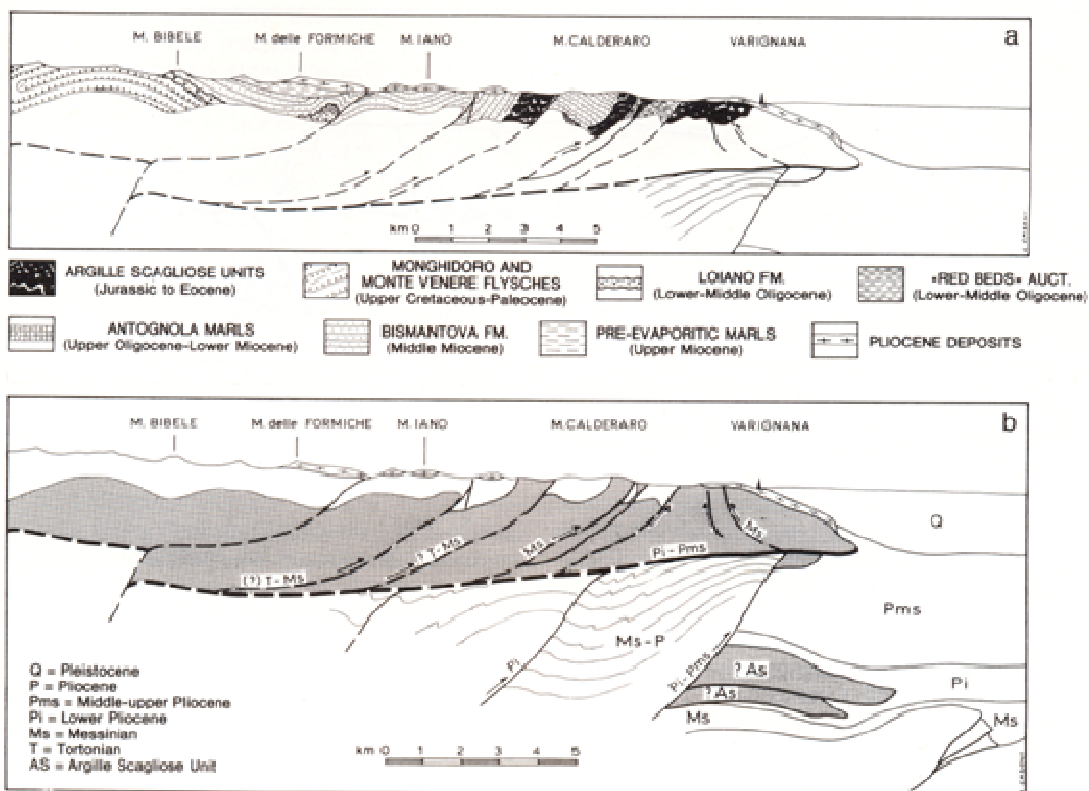 a
M. BIBELE M. delle FORMICHE M. IANO M. CALDERARO VARIGNANA
km 0 1 2 3 4 5
ARGILLE SCAGLIOSE UNITS
(Jurassic to Eocene)
MONGHIDORO AND
MONTE VENERE FLYSCHES
(Upper Cretaceous-Paleocene)
LOIANO FM.
(Lower-Middle Oligocene)
«RED BEDS» AUCT.
(Lower-Middle Oligocene)
ANTOGNOLA MARLS
(Upper Oligocene-Lower Miocene)
BISMANTOVA FM.
(Middle Miocene)
PRE-EVAPORITIC MARLS
(Upper Miocene)
PLIOCENE DEPOSITS
b
M. BIBELE M. delle FORMICHE M. IANO M. CALDERARO VARIGNANA
Q
(?) T-Ms
? T-Ms
Ms
Pi-Pms
Ms
Pms
Ms-P
Pi
Pi-Pms
? As
? As
Pi
Ms
Ms
Q = Pleistocene
P = Pliocene
Pms = Middle-upper Pliocene
Pi = Lower Pliocene
Ms = Messinian
T = Tortonian
AS = Argille Scagliose Unit
km 0 1 2 3 4 5